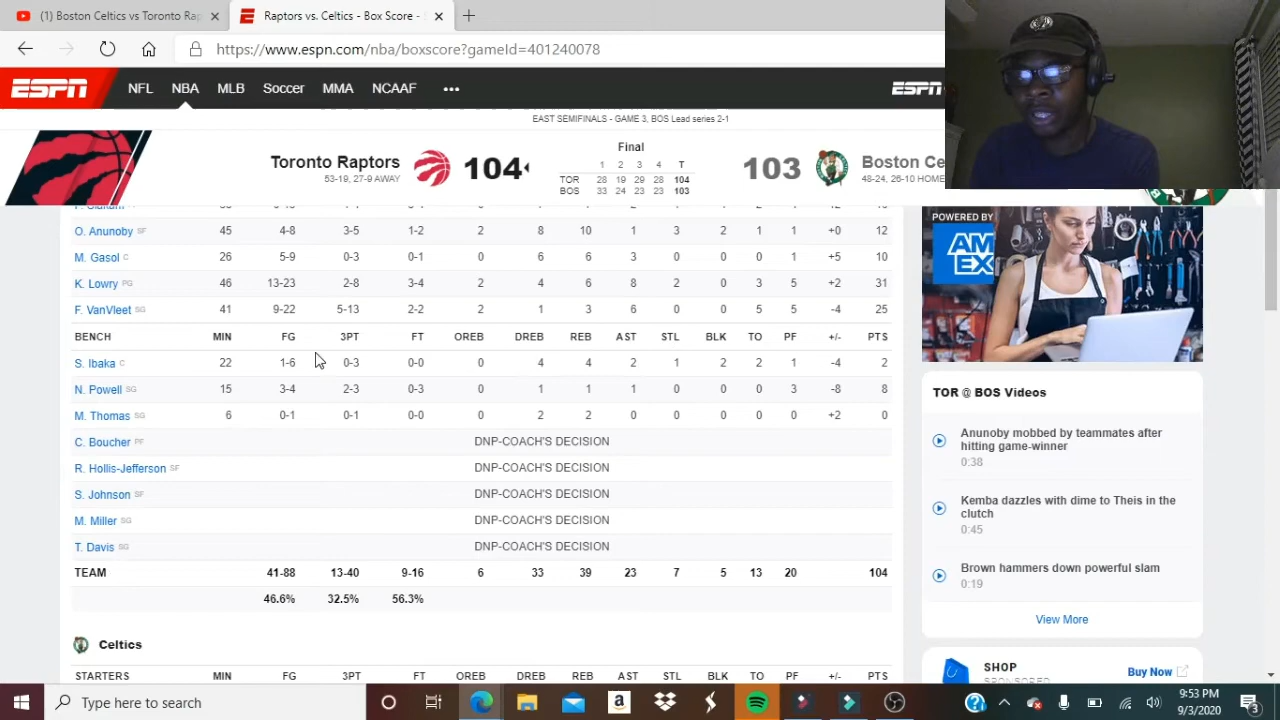 (1) Boston vs Toronto Rap
Raptors vs. Celtics - Box
https://www.espn.com/nba/boxscore?gameId=401240078
ESPN NFL NBA MLB Soccer MMA NCAAF ••• ESPN
EAST SEMIFINALS - GAME 3, BOS Lead series 2-1
Toronto Raptors 104 Final 103 Boston Ce
53-19, 27-9 AWAY 48-24, 26-10 HOME
1 2 3 4 T
TOR 28 19 29 28 104
BOS 33 24 23 23 103
O. Anunoby SF 45 4-8 3-5 1-2 2 8 10 1 3 2 1 1 +0 12
M. Gasol C 26 5-9 0-3 0-1 0 6 6 3 0 0 0 1 +5 10
K. Lowry PG 46 13-23 2-8 3-4 2 4 6 8 2 0 3 5 +2 31
F. VanVleet SG 41 9-22 5-13 2-2 2 1 3 6 0 0 5 5 -4 25
BENCH MIN FG 3PT FT OREB DREB REB AST STL BLK TO PF +/- PTS
S. Ibaka C 22 1-6 0-3 0-0 0 4 4 2 1 2 2 1 -4 2
N. Powell SG 15 3-4 2-3 0-3 0 1 1 1 0 0 0 3 -8 8
M. Thomas SG 6 0-1 0-1 0-0 0 2 2 0 0 0 0 0 +2 0
C. Boucher PF DNP-COACH'S DECISION
R. Hollis-Jefferson SF DNP-COACH'S DECISION
S. Johnson SF DNP-COACH'S DECISION
M. Miller SG DNP-COACH'S DECISION
T. Davis SG DNP-COACH'S DECISION
TEAM 41-88 13-40 9-16 6 33 39 23 7 5 13 20 104
46.6% 32.5% 56.3%
Celtics
STARTERS MIN FG 3PT FT OREB DREB REB AST STL BLK TO PF +/- PTS
POWERED BY
AM
EX
TOR @ BOS Videos
Anunoby mobbed by teammates after
hitting game-winner
0:38
Kemba dazzles with dime to Theis in the
clutch
0:45
Brown hammers down powerful slam
0:19
View More
SHOP
SPONSORED
Buy Now
Type here to search
9:53 PM
9/3/2020
3